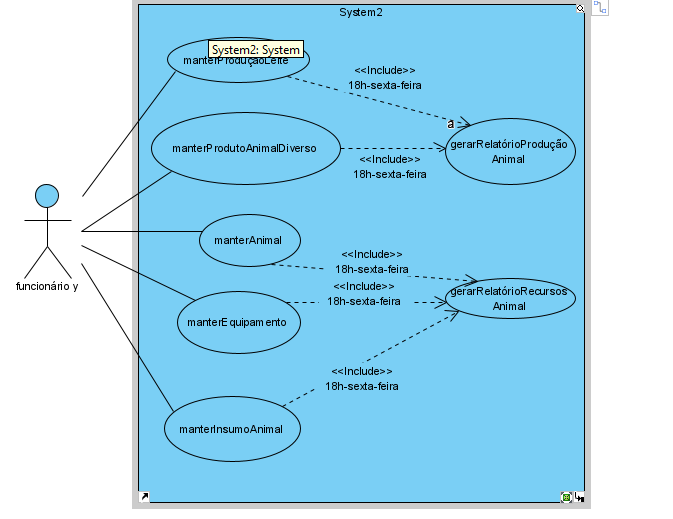 System2
System2: System
manterProduçãoLeite
<<Include>>
18h-sexta-feira
a
gerarRelatórioProdução
Animal
manterProdutoAnimalDiverso
<<Include>>
18h-sexta-feira
manterAnimal
<<Include>>
18h-sexta-feira
funcionário y
<<Include>>
18h-sexta-feira
gerarRelatórioRecursos
Animal
manterEquipamento
<<Include>>
18h-sexta-feira
manterInsumoAnimal